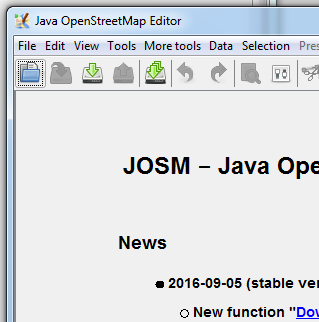 Java OpenStreetMap Editor
File Edit View Tools More tools Data Selection Pres
JOSM – Java Ope
News
2016-09-05 (stable ver
New function "Dov